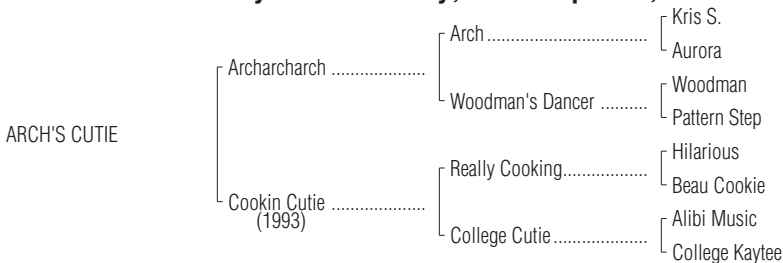 Kris S.
Arch
Aurora
Archarcharch
Woodman
Woodman's Dancer
Pattern Step
ARCH'S CUTIE
Hilarious
Really Cooking
Beau Cookie
Cookin Cutie
(1993)
Alibi Music
College Cutie
College Kaytee